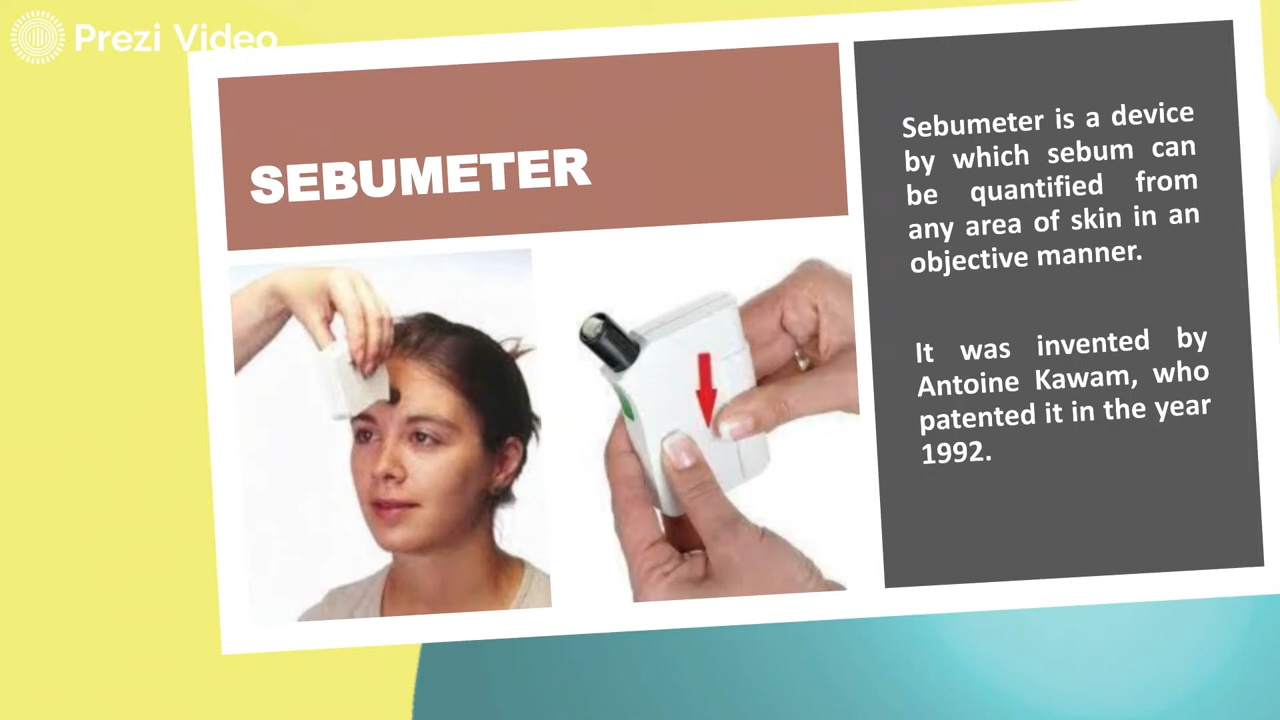 Prezi Video
SEBUMETER
Sebumeter is a device
by which sebum can
be quantified from
any area of skin in an
objective manner.
It was invented by
Antoine Kawam, who
patented it in the year
1992.